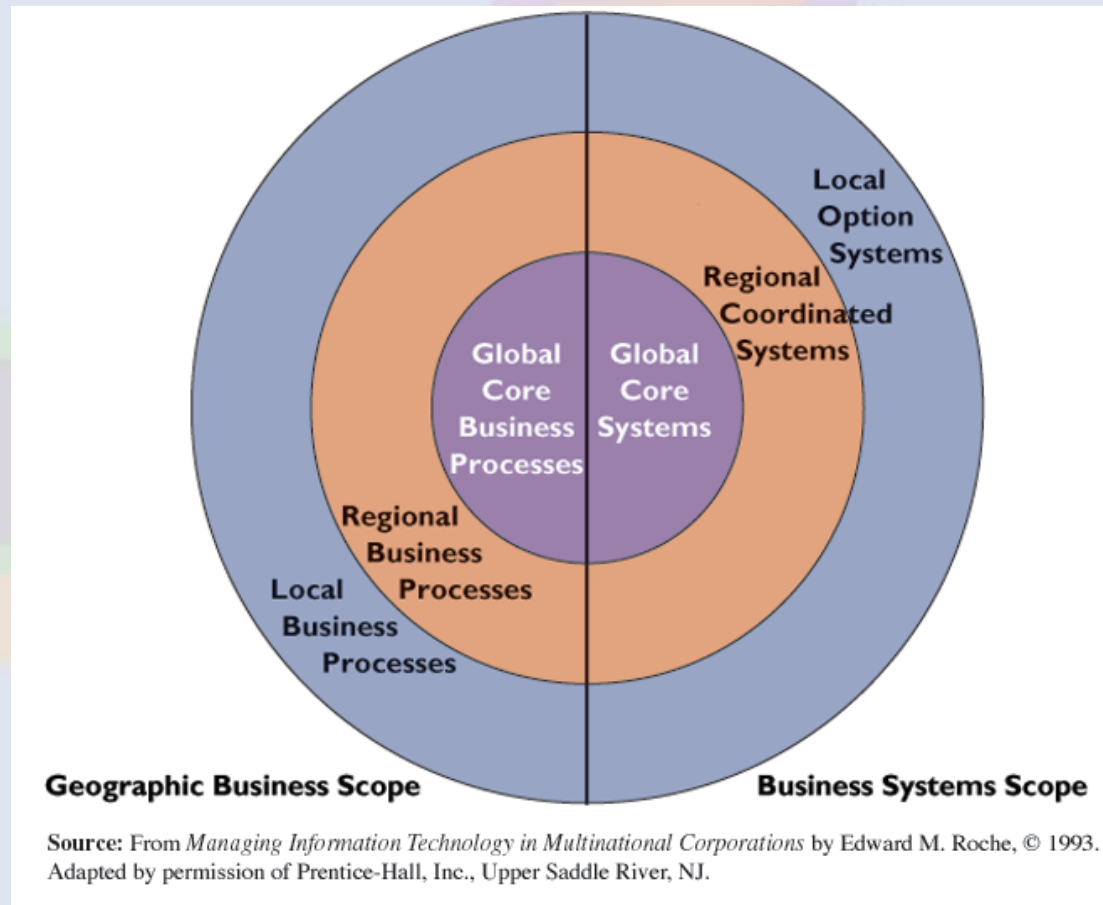 Local
Option
Systems
Regional
Coordinated
Systems
Global
Core
Business
Processes
Global
Core
Systems
Regional
Business
Processes
Local
Business
Processes
Geographic Business Scope
Business Systems Scope
Source: From Managing Information Technology in Multinational Corporations by Edward M. Roche, © 1993.
Adapted by permission of Prentice-Hall, Inc., Upper Saddle River, NJ.